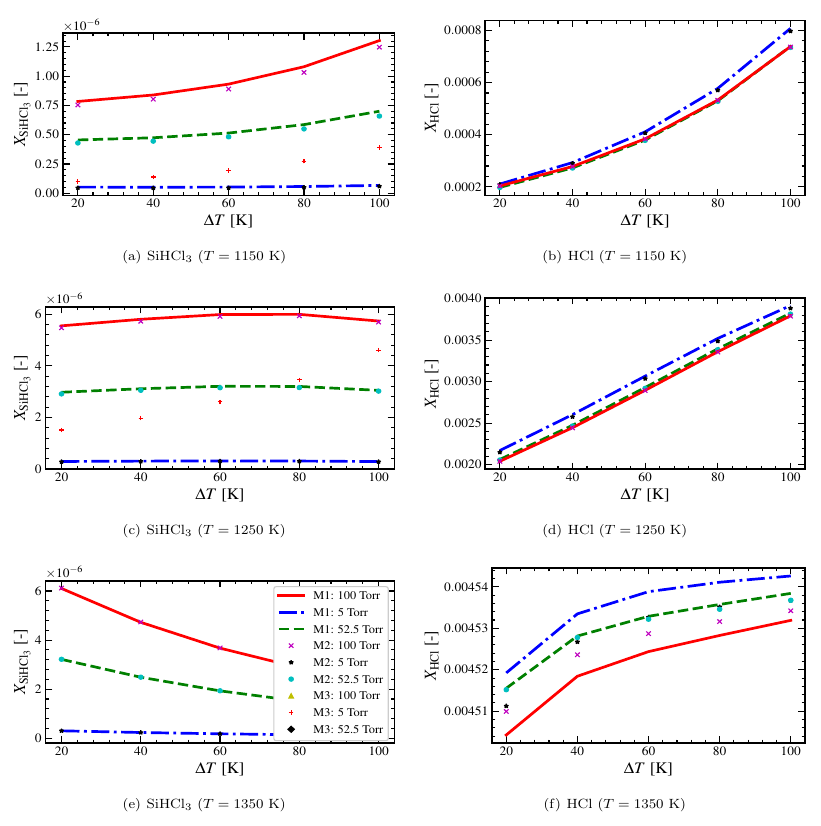 ×10⁻⁶
1.25
1.00
0.75
0.50
0.25
0.00
X_SiHCl₃ [-]
20 40 60 80 100
ΔT [K]
(a) SiHCl₃ (T = 1150 K)
0.0008
0.0006
0.0004
0.0002
X_HCl [-]
20 40 60 80 100
ΔT [K]
(b) HCl (T = 1150 K)
×10⁻⁶
6
4
2
0
X_SiHCl₃ [-]
20 40 60 80 100
ΔT [K]
(c) SiHCl₃ (T = 1250 K)
0.0040
0.0035
0.0030
0.0025
0.0020
X_HCl [-]
20 40 60 80 100
ΔT [K]
(d) HCl (T = 1250 K)
×10⁻⁶
6
4
2
0
X_SiHCl₃ [-]
M1: 100 Torr
M1: 5 Torr
M1: 52.5 Torr
M2: 100 Torr
M2: 5 Torr
M2: 52.5 Torr
M3: 100 Torr
M3: 5 Torr
M3: 52.5 Torr
20 40 60 80 100
ΔT [K]
(e) SiHCl₃ (T = 1350 K)
0.00454
0.00453
0.00452
0.00451
X_HCl [-]
20 40 60 80 100
ΔT [K]
(f) HCl (T = 1350 K)